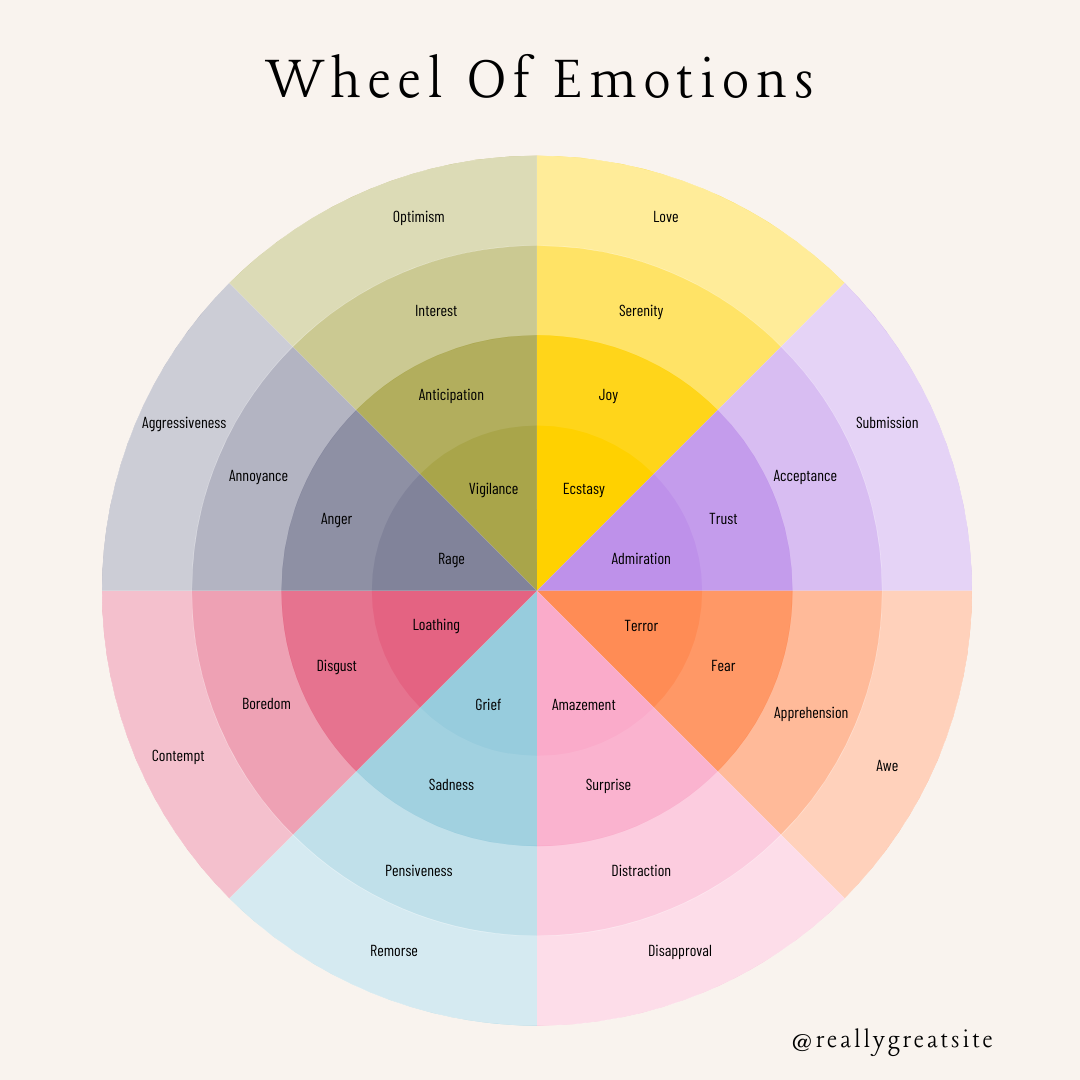 Wheel Of Emotions
Optimism
Love
Interest
Serenity
Anticipation
Joy
Aggressiveness
Submission
Annoyance
Acceptance
Vigilance
Ecstasy
Anger
Trust
Rage
Admiration
Loathing
Terror
Disgust
Fear
Boredom
Grief
Amazement
Apprehension
Contempt
Awe
Sadness
Surprise
Pensiveness
Distraction
Remorse
Disapproval
@reallygreatsite